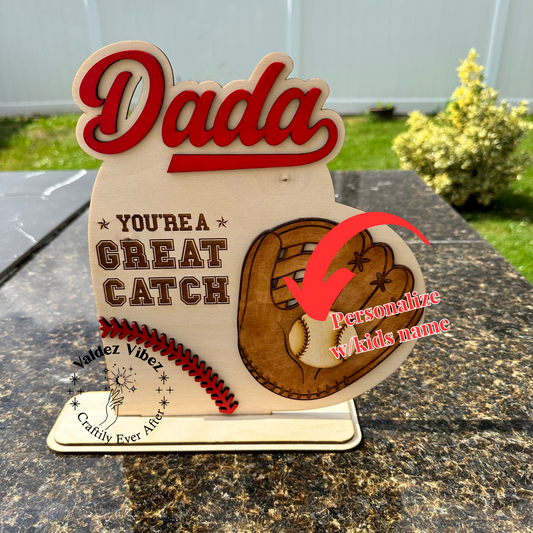 Dada
YOU'RE A
GREAT
CATCH
Personalize
w/kids name
Valdez Vibez
Craftily Ever After